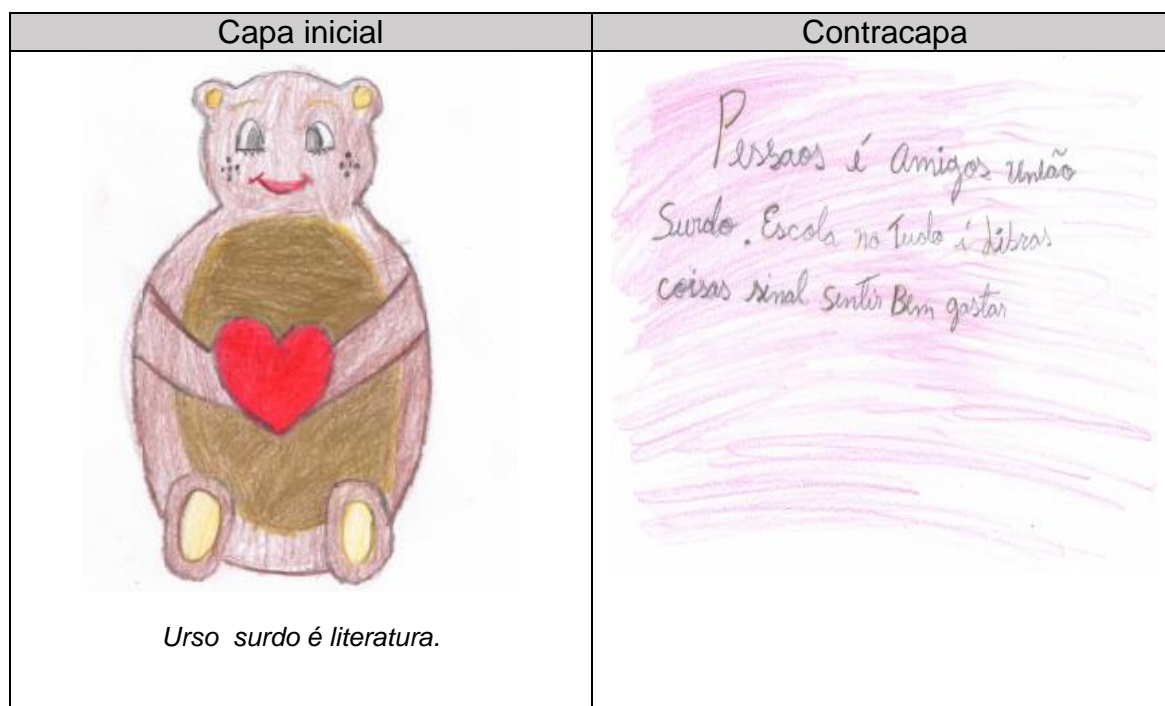 Capa inicial
Contracapa
Pessaos é Amigos União
Surdo. Escola no Tudo é Libras
coisas sinal Sentir Bem gostar
Urso surdo é literatura.